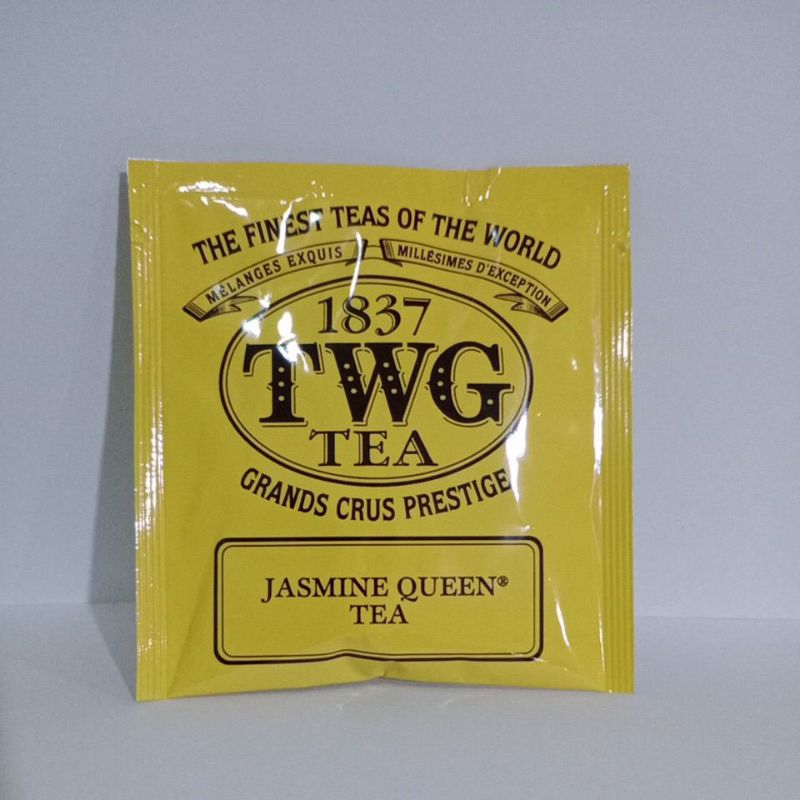 THE FINEST TEAS OF THE WORLD
MÉLANGES EXQUIS MILLÉSIMES D'EXCEPTION
1837
TWG
TEA
GRANDS CRUS PRESTIGE
JASMINE QUEEN®
TEA